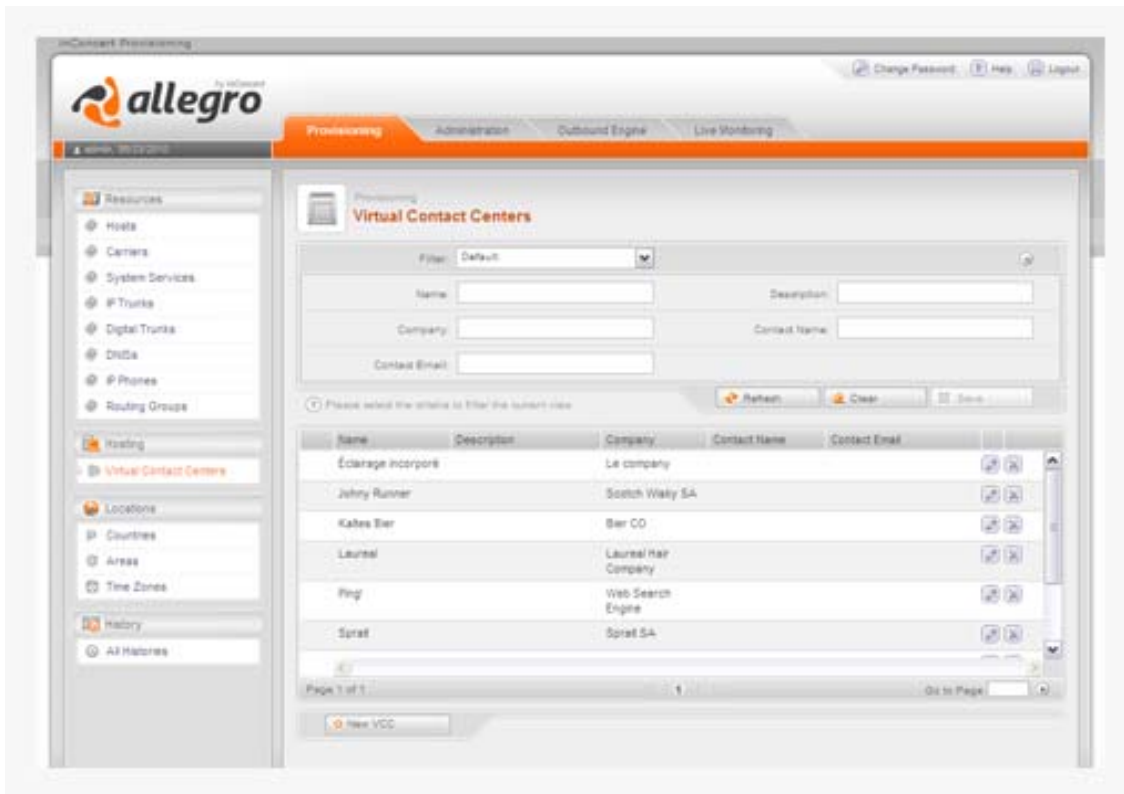 inConcert Provisioning
Change Password Help Logout
by inConcert
allegro
Provisioning Administration Outbound Engine Live Monitoring
Resources
Hosts
Carriers
System Services
IP Trunks
Digital Trunks
DNISs
IP Phones
Routing Groups
Hosting
Virtual Contact Centers
Locations
Countries
Areas
Time Zones
History
All Histories
Provisioning
Virtual Contact Centers
Filter: Default
Name: Description:
Company: Contact Name:
Contact Email:
Please select the criteria to filter the current view
Refresh Clear Save
Name Description Company Contact Name Contact Email
Éclairage incorporé Le company
Johny Runner Scotch Wisky SA
Kaltes Bier Bier CO
Laureal Laureal Hair
Company
Ping! Web Search
Engine
Sprait Sprait SA
Page 1 of 1 1 Go to Page
New VCC